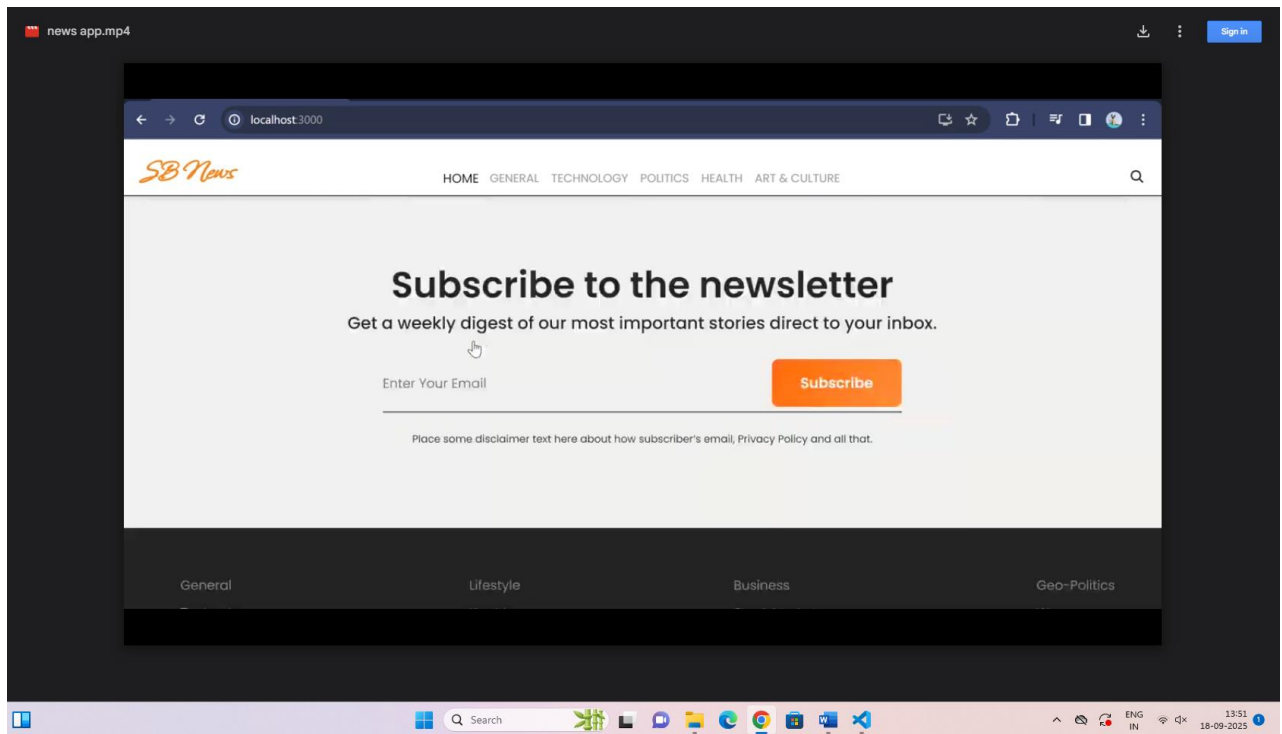 news app.mp4
Sign in
localhost:3000
SB News
HOME GENERAL TECHNOLOGY POLITICS HEALTH ART & CULTURE
Subscribe to the newsletter
Get a weekly digest of our most important stories direct to your inbox.
Enter Your Email
Subscribe
Place some disclaimer text here about how subscriber's email, Privacy Policy and all that.
General Lifestyle Business Geo-Politics
Search
ENG
IN
13:51
18-09-2025
1